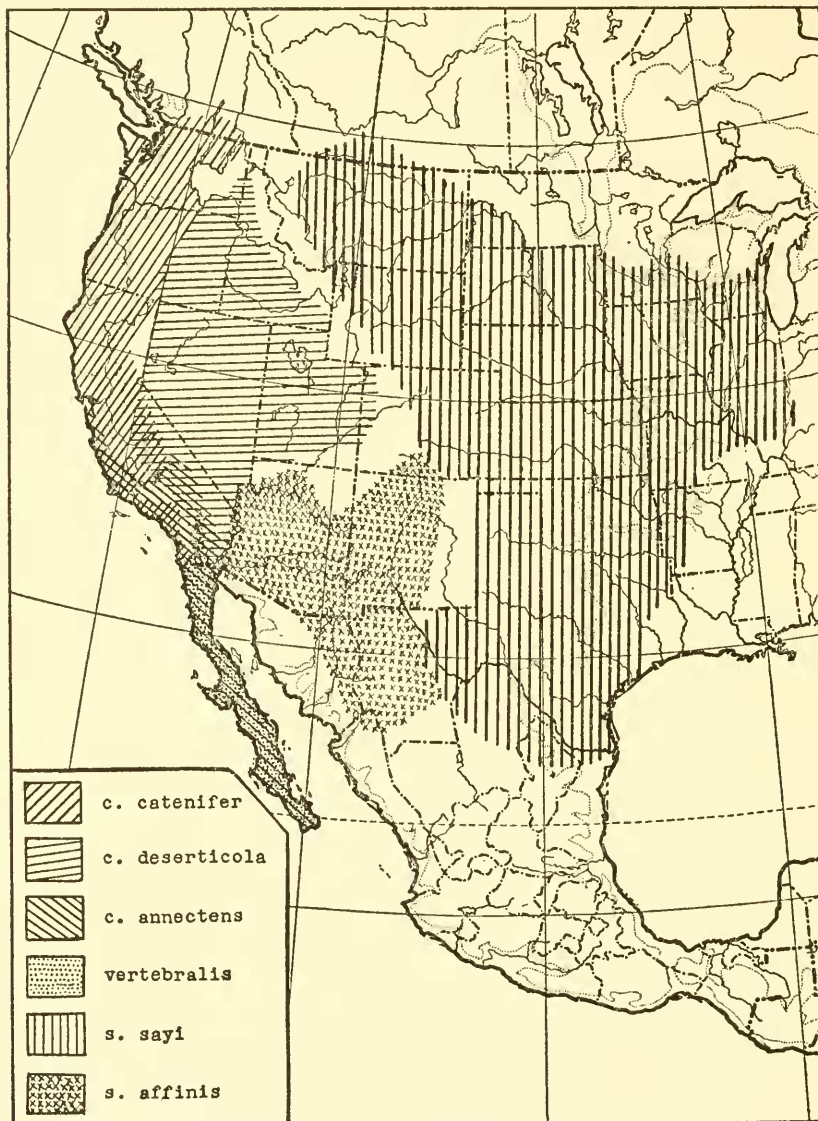 c. catenifer
c. deserticola
c. annectens
vertebralis
s. sayi
s. affinis